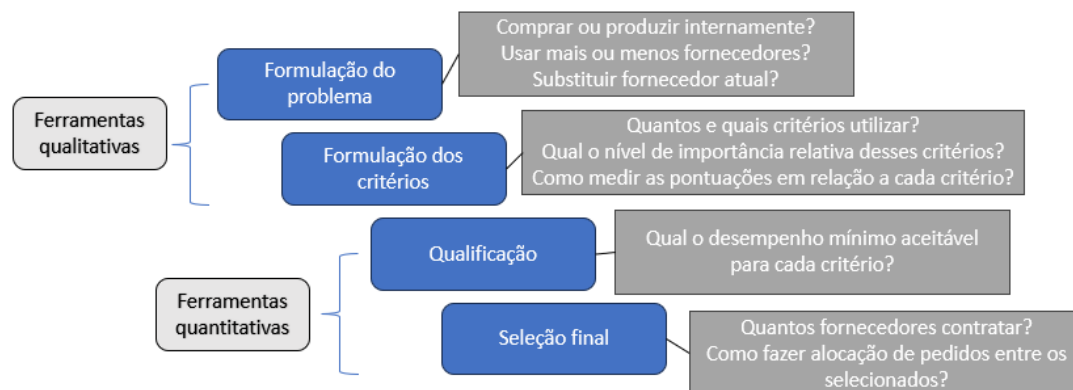 Comprar ou produzir internamente?
Usar mais ou menos fornecedores?
Substituir fornecedor atual?
Formulação do
problema
Ferramentas
qualitativas
Quantos e quais critérios utilizar?
Qual o nível de importância relativa desses critérios?
Como medir as pontuações em relação a cada critério?
Formulação dos
critérios
Qualificação
Qual o desempenho mínimo aceitável
para cada critério?
Ferramentas
quantitativas
Seleção final
Quantos fornecedores contratar?
Como fazer alocação de pedidos entre os
selecionados?